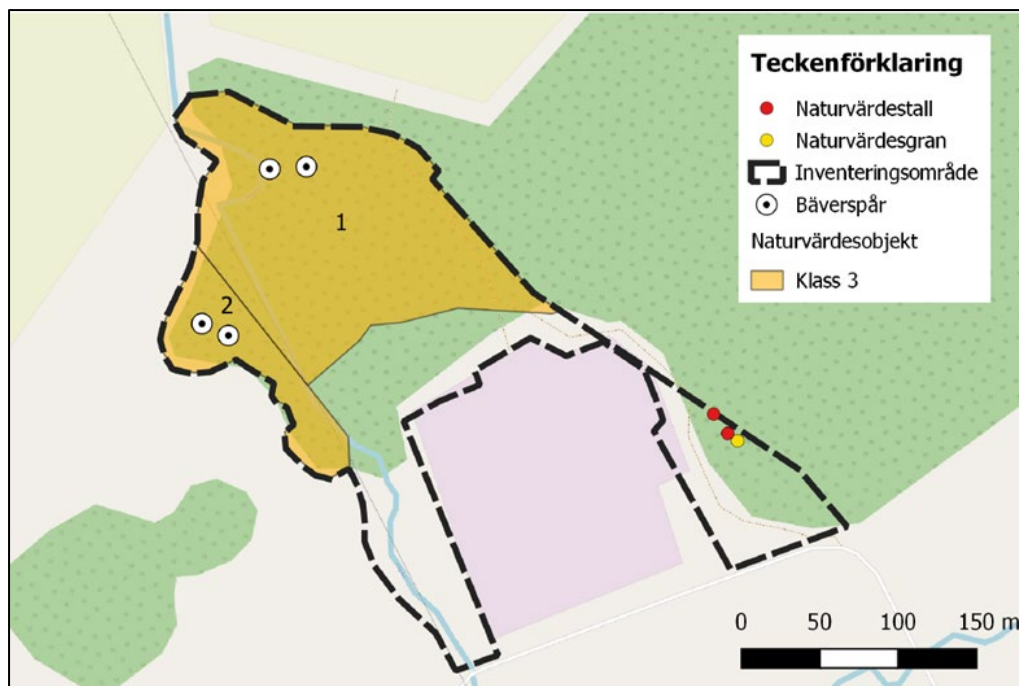 Teckenförklaring
Naturvärdestall
Naturvärdesgran
Inventeringsområde
Bäverspår
Naturvärdesobjekt
Klass 3
1
2
0 50 100 150 m